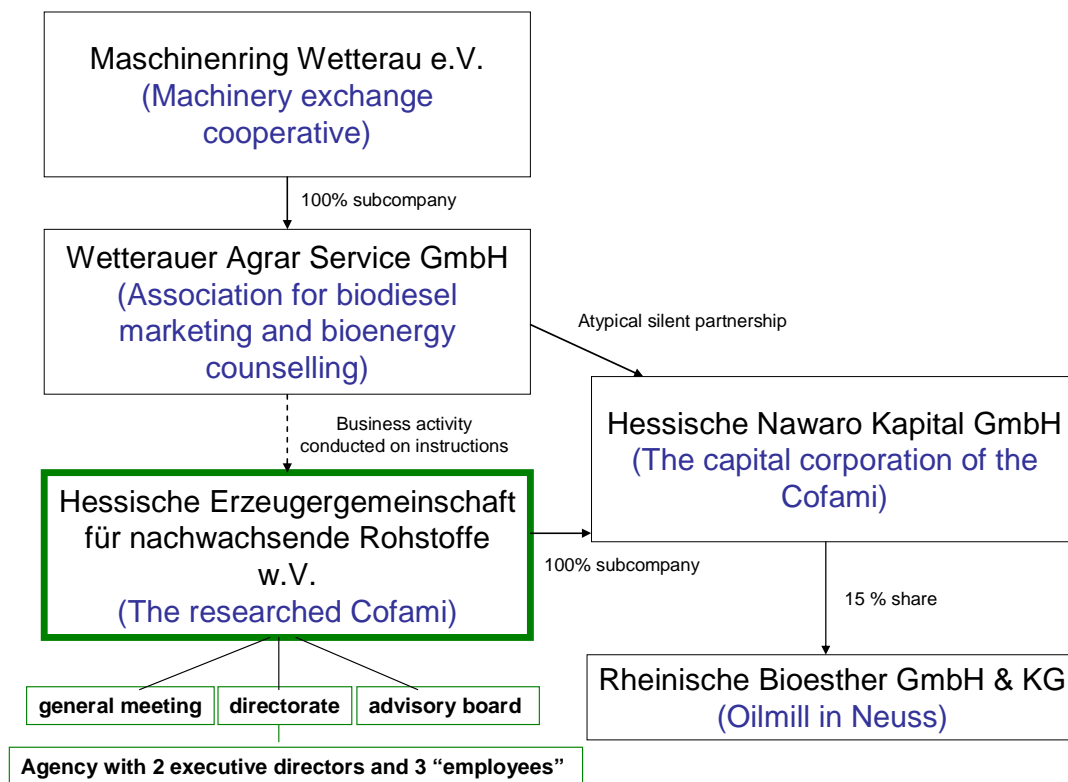 Maschinenring Wetterau e.V.
(Machinery exchange
cooperative)
100% subcompany
Wetterauer Agrar Service GmbH
(Association for biodiesel
marketing and bioenergy
counselling)
Atypical silent partnership
Business activity
conducted on instructions
Hessische Nawaro Kapital GmbH
(The capital corporation of the
Cofami)
Hessische Erzeugergemeinschaft
für nachwachsende Rohstoffe
w.V.
(The researched Cofami)
100% subcompany
15 % share
general meeting
directorate
advisory board
Rheinische Bioesther GmbH & KG
(Oilmill in Neuss)
Agency with 2 executive directors and 3 “employees”